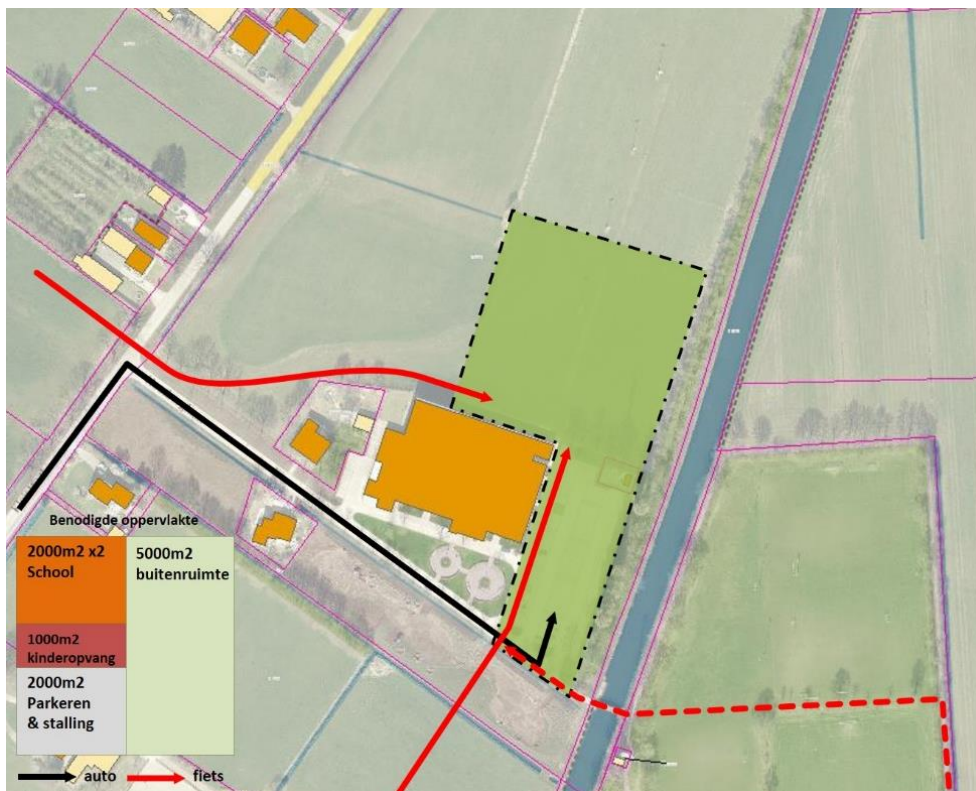 Benodigde oppervlakte
2000m2 x2
School
5000m2
buitenruimte
1000m2
kinderopvang
2000m2
Parkeren
& stalling
auto
fiets